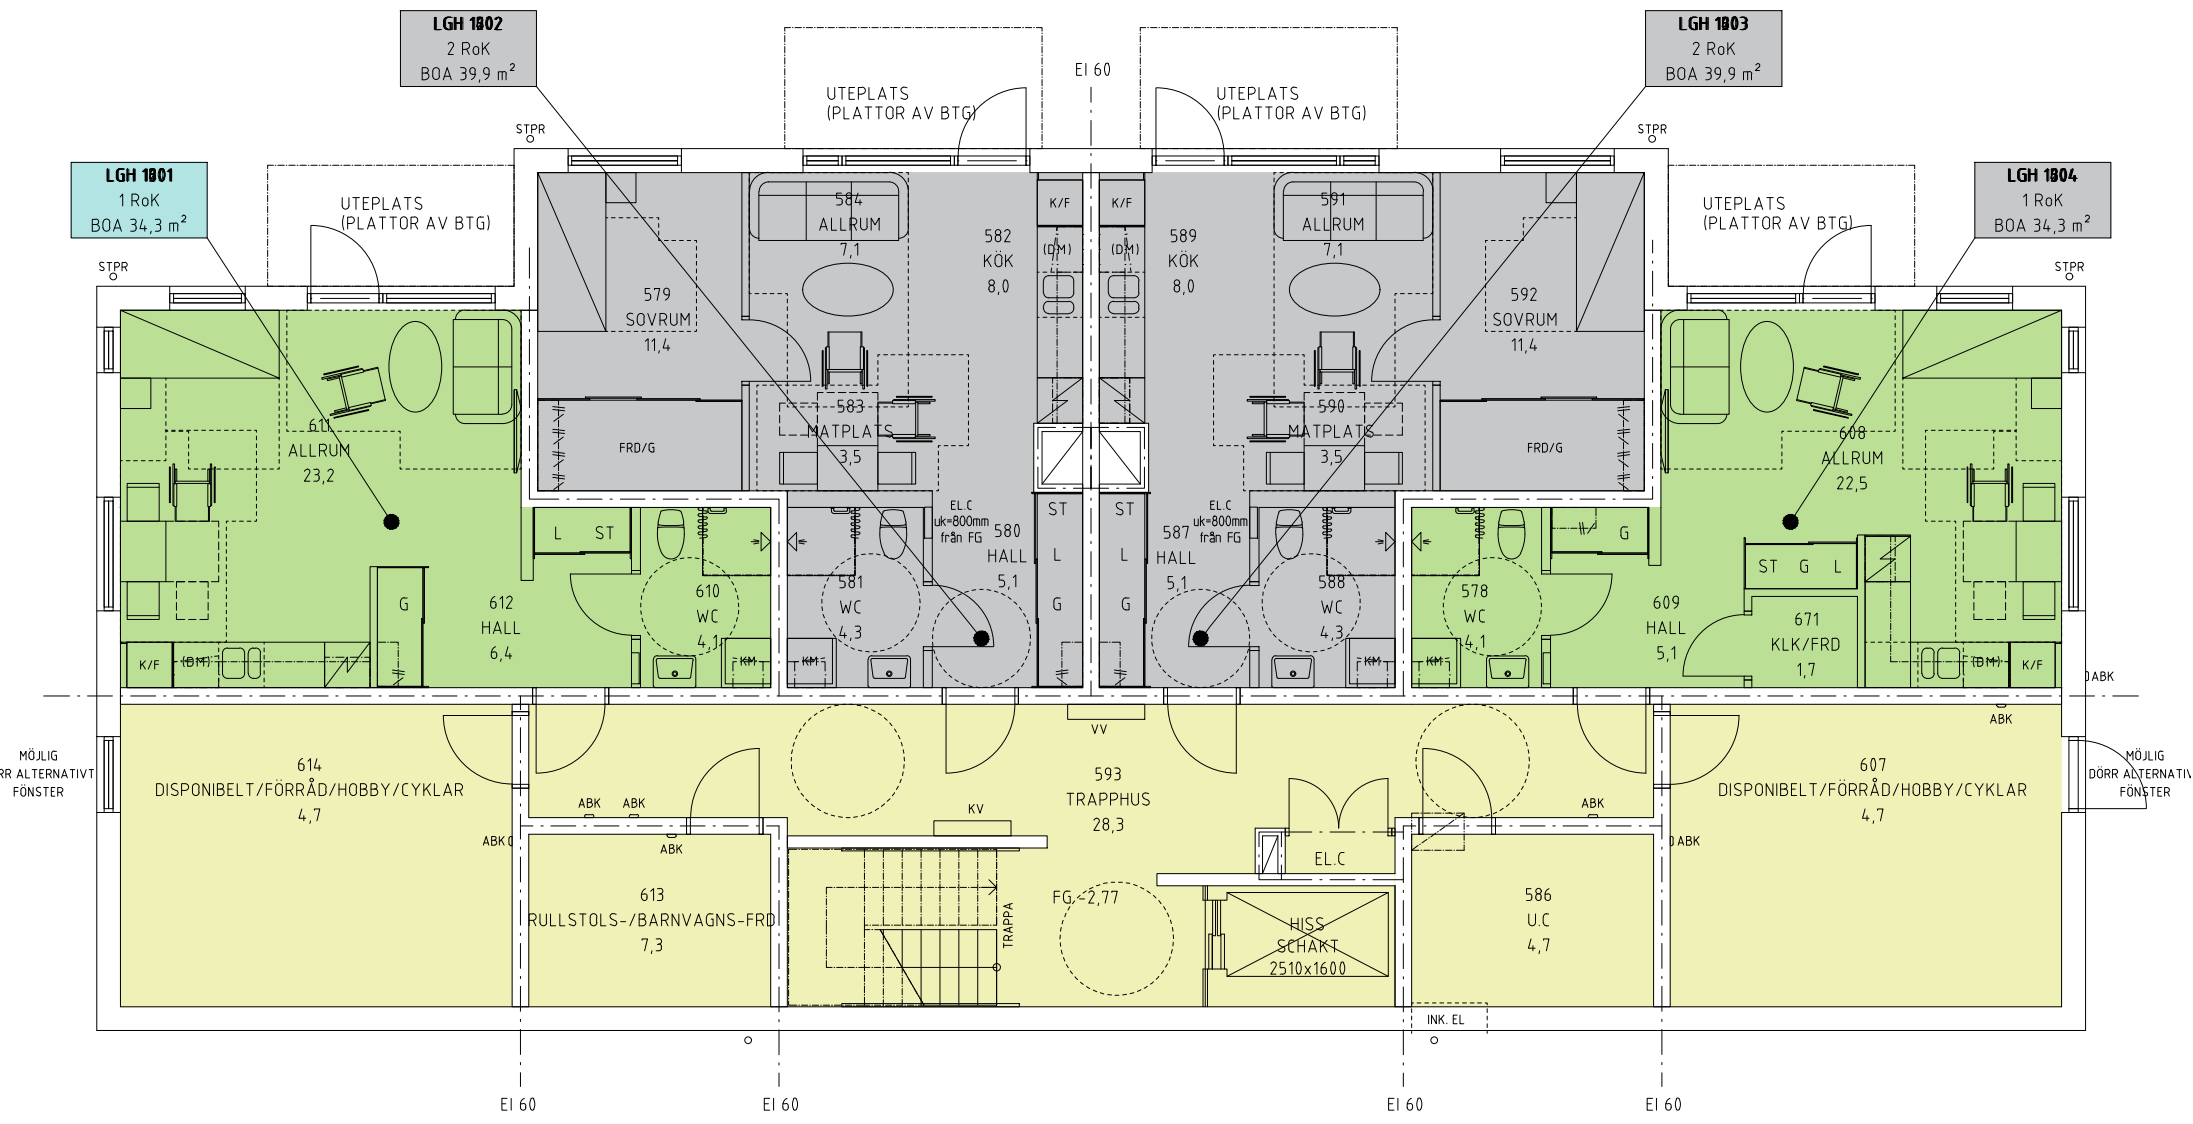 2 RoK
BOA 39,9 m²
2 RoK
BOA 39,9 m²
EI 60
UTEPLATS
(PLATTOR AV BTG)
UTEPLATS
(PLATTOR AV BTG)
STPR
STPR
LGH
1 RoK
BOA 34,3 m²
LGH
1 RoK
BOA 34,3 m²
LGH
LGH
UTEPLATS
(PLATTOR AV BTG)
UTEPLATS
(PLATTOR AV BTG)
STPR
STPR
584
ALLRUM
7,1
582
KÖK
8,0
K/F
(DM)
K/F
(DM)
589
KÖK
8,0
591
ALLRUM
7,1
579
SOVRUM
11,4
592
SOVRUM
11,4
FRD/G
583
MATPLATS
3,5
590
MATPLATS
3,5
FRD/G
611
ALLRUM
23,2
608
ALLRUM
22,5
L ST
EL.C
uk=800mm
från FG
580
HALL
5,1
ST
L
G
ST
L
G
EL.C
uk=800mm
från FG
587
HALL
5,1
G
ST G L
G
612
HALL
6,4
610
WC
4,1
581
WC
4,3
588
WC
4,3
578
WC
4,1
609
HALL
5,1
671
KLK/FRD
1,7
K/F
(DM)
KM
KM
KM
KM
(DM)
K/F
ABK
ABK
VV
MÖJLIG
RR ALTERNATIVT
FÖNSTER
614
DISPONIBELT/FÖRRÅD/HOBBY/CYKLAR
4,7
593
TRAPPHUS
28,3
607
DISPONIBELT/FÖRRÅD/HOBBY/CYKLAR
4,7
MÖJLIG
DÖRR ALTERNATIV
FÖNSTER
ABK
ABK
KV
ABK
ABK
ABK
ABK
EL.C
613
RULLSTOLS-/BARNVAGNS-FRD
7,3
TRAPPA
FG -2,77
HISS
SCHAKT
2510x1600
586
U.C
4,7
INK. EL
EI 60
EI 60
EI 60
EI 60